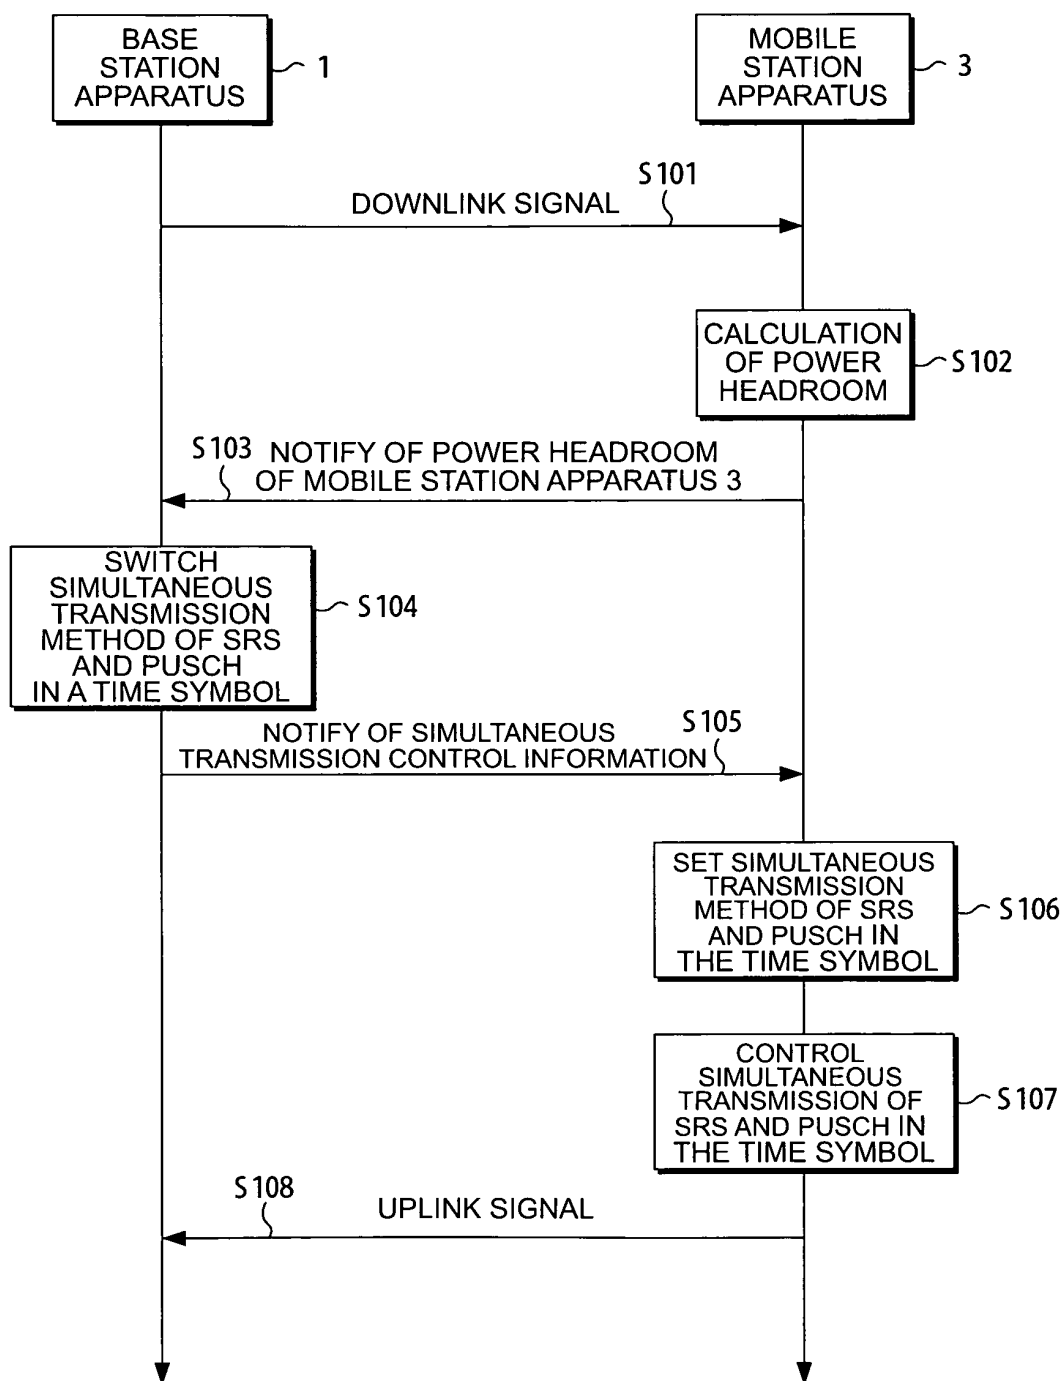 BASE
STATION
APPARATUS
1
MOBILE
STATION
APPARATUS
3
S101
DOWNLINK SIGNAL
CALCULATION
OF POWER
HEADROOM
S102
S103
NOTIFY OF POWER HEADROOM
OF MOBILE STATION APPARATUS 3
SWITCH
SIMULTANEOUS
TRANSMISSION
METHOD OF SRS
AND PUSCH
IN A TIME SYMBOL
S104
S105
NOTIFY OF SIMULTANEOUS
TRANSMISSION CONTROL INFORMATION
SET SIMULTANEOUS
TRANSMISSION
METHOD OF SRS
AND PUSCH IN
THE TIME SYMBOL
S106
CONTROL
SIMULTANEOUS
TRANSMISSION OF
SRS AND PUSCH IN
THE TIME SYMBOL
S107
S108
UPLINK SIGNAL